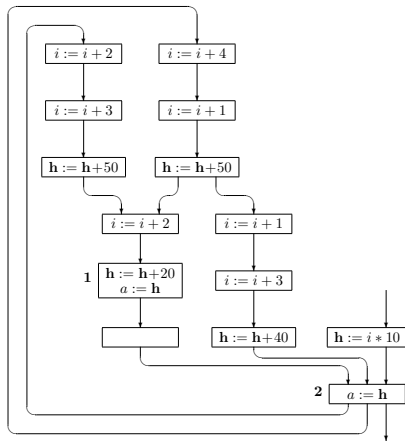 i := i + 2
i := i + 4
i := i + 3
i := i + 1
h := h+50
h := h+50
i := i + 2
i := i + 1
1
h := h+20
a := h
i := i + 3
h := h+40
h := i * 10
2
a := h